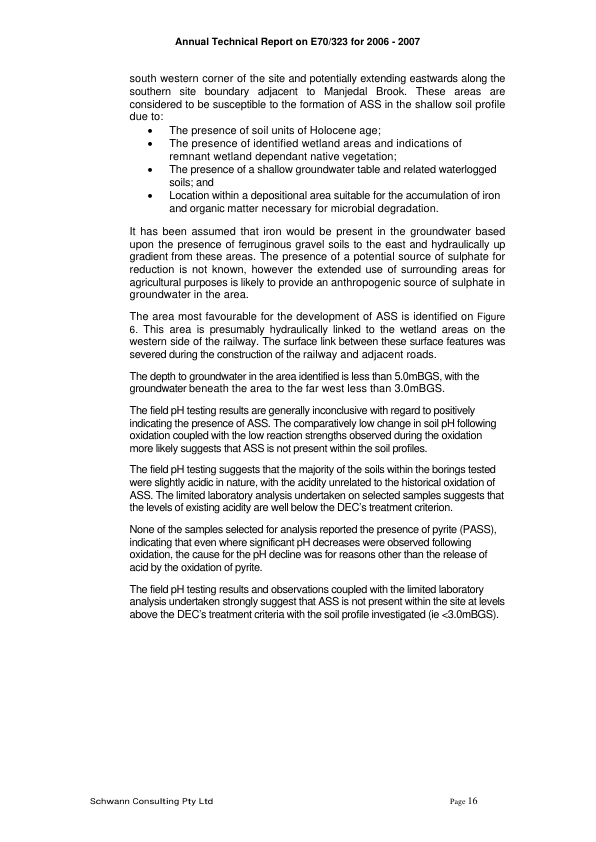 Annual Technical Report on E70/323 for 2006 - 2007
south western corner of the site and potentially extending eastwards along the
southern site boundary adjacent to Manjedal Brook. These areas are
considered to be susceptible to the formation of ASS in the shallow soil profile
due to:
• The presence of soil units of Holocene age;
• The presence of identified wetland areas and indications of
remnant wetland dependant native vegetation;
• The presence of a shallow groundwater table and related waterlogged
soils; and
• Location within a depositional area suitable for the accumulation of iron
and organic matter necessary for microbial degradation.
It has been assumed that iron would be present in the groundwater based
upon the presence of ferruginous gravel soils to the east and hydraulically up
gradient from these areas. The presence of a potential source of sulphate for
reduction is not known, however the extended use of surrounding areas for
agricultural purposes is likely to provide an anthropogenic source of sulphate in
groundwater in the area.
The area most favourable for the development of ASS is identified on Figure
6. This area is presumably hydraulically linked to the wetland areas on the
western side of the railway. The surface link between these surface features was
severed during the construction of the railway and adjacent roads.
The depth to groundwater in the area identified is less than 5.0mBGS, with the
groundwater beneath the area to the far west less than 3.0mBGS.
The field pH testing results are generally inconclusive with regard to positively
indicating the presence of ASS. The comparatively low change in soil pH following
oxidation coupled with the low reaction strengths observed during the oxidation
more likely suggests that ASS is not present within the soil profiles.
The field pH testing suggests that the majority of the soils within the borings tested
were slightly acidic in nature, with the acidity unrelated to the historical oxidation of
ASS. The limited laboratory analysis undertaken on selected samples suggests that
the levels of existing acidity are well below the DEC's treatment criterion.
None of the samples selected for analysis reported the presence of pyrite (PASS),
indicating that even where significant pH decreases were observed following
oxidation, the cause for the pH decline was for reasons other than the release of
acid by the oxidation of pyrite.
The field pH testing results and observations coupled with the limited laboratory
analysis undertaken strongly suggest that ASS is not present within the site at levels
above the DEC's treatment criteria with the soil profile investigated (ie <3.0mBGS).
Schwann Consulting Pty Ltd
Page 16